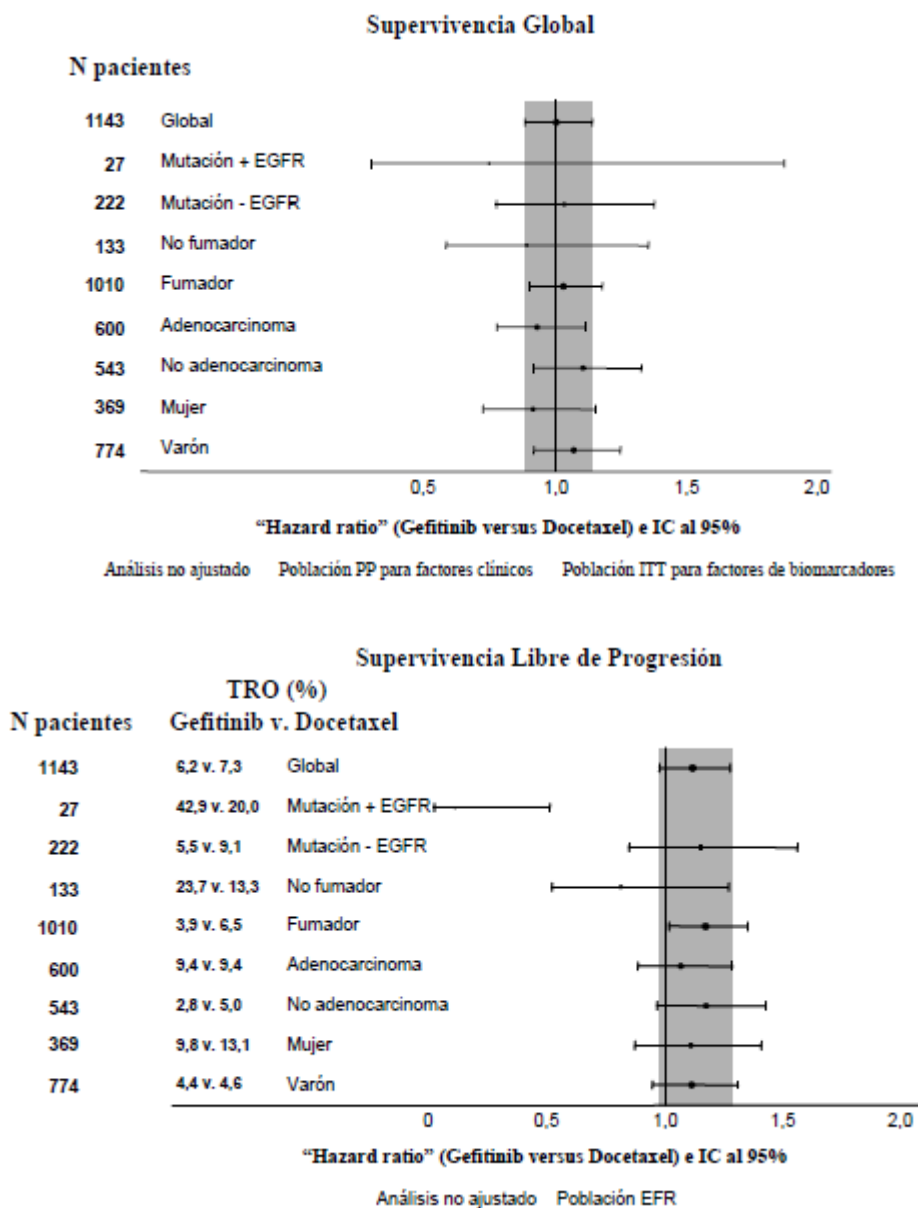 Supervivencia Global
N pacientes
1143 Global
27 Mutación + EGFR
222 Mutación - EGFR
133 No fumador
1010 Fumador
600 Adenocarcinoma
543 No adenocarcinoma
369 Mujer
774 Varón
0,5 1,0 1,5 2,0
“Hazard ratio” (Gefitinib versus Docetaxel) e IC al 95%
Análisis no ajustado Población PP para factores clínicos Población ITT para factores de biomarcadores
Supervivencia Libre de Progresión
TRO (%)
N pacientes Gefitinib v. Docetaxel
1143 6,2 v. 7,3 Global
27 42,9 v. 20,0 Mutación + EGFR
222 5,5 v. 9,1 Mutación - EGFR
133 23,7 v. 13,3 No fumador
1010 3,9 v. 6,5 Fumador
600 9,4 v. 9,4 Adenocarcinoma
543 2,8 v. 5,0 No adenocarcinoma
369 9,8 v. 13,1 Mujer
774 4,4 v. 4,6 Varón
0 0,5 1,0 1,5 2,0
“Hazard ratio” (Gefitinib versus Docetaxel) e IC al 95%
Análisis no ajustado Población EFR